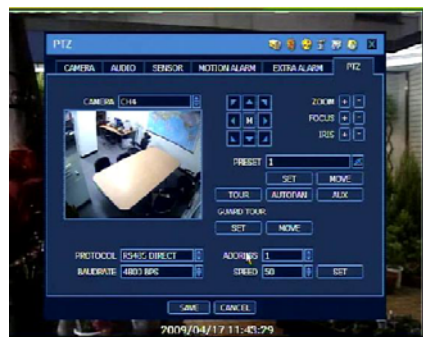 PTZ
CAMERA AUDIO SENSOR MOTION ALARM EXTRA ALARM PTZ
CAMERA CH4 ZOOM + -
FOCUS + -
IRIS + -
PRESET 1
SET MOVE
TOUR AUTOPAN AUX
GUARD TOUR
SET MOVE
PROTOCOL RS485 DIRECT ADDRESS 1
BAUDRATE 4800 BPS SPEED 50 SET
SAVE CANCEL
2009/04/17 11:43:29